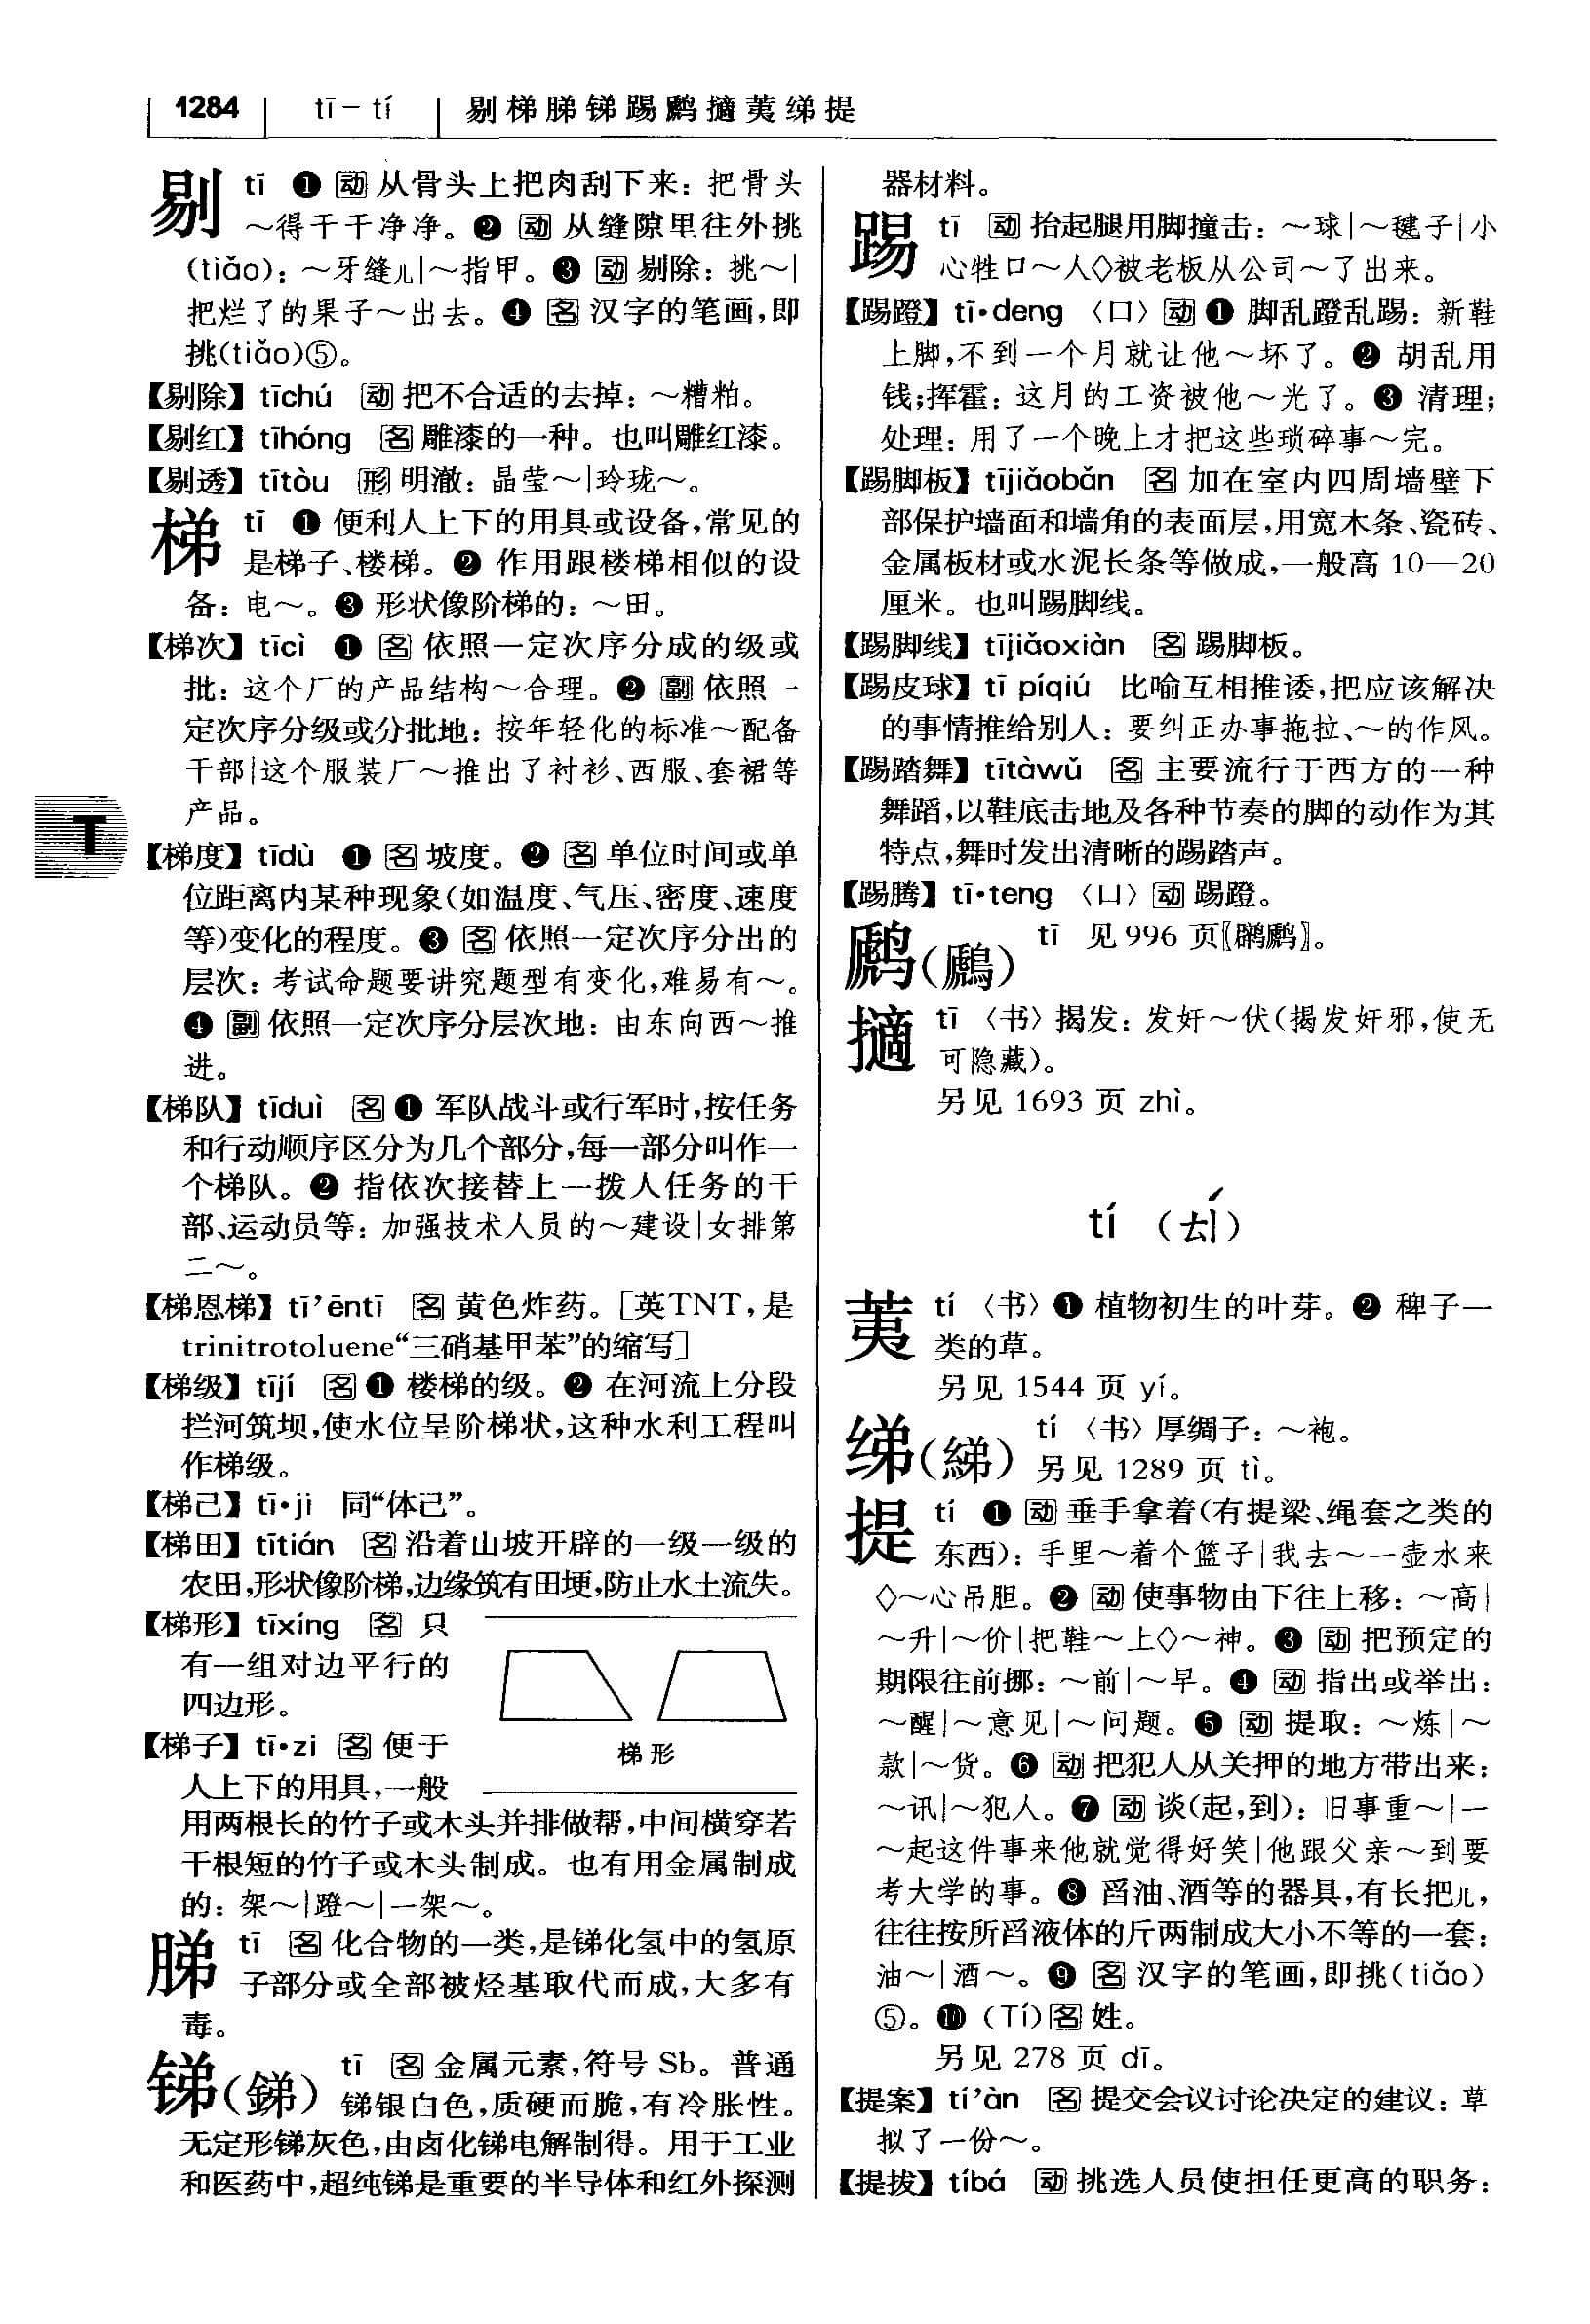 1284 tī－tí 剔梯䏲锑踢䴘擿荑绨提
剔 tī ❶ 动 从骨头上把肉刮下来：把骨头
～得干干净净。❷ 动 从缝隙里往外挑
(tiǎo)：～牙缝儿|～指甲。❸ 动 剔除：挑～|
把烂了的果子～出去。❹ 名 汉字的笔画，即
挑(tiǎo)⑤。
【剔除】tīchú 动 把不合适的去掉：～糟粕。
【剔红】tīhóng 名 雕漆的一种。也叫雕红漆。
【剔透】tītòu 形 明澈：晶莹～|玲珑～。
梯 tī ❶ 便利人上下的用具或设备，常见的
是梯子、楼梯。❷ 作用跟楼梯相似的设
备：电～。❸ 形状像阶梯的：～田。
【梯次】tīcì ❶ 名 依照一定次序分成的级或
批：这个厂的产品结构～合理。❷ 副 依照一
定次序分级或分批地：按年轻化的标准～配备
干部|这个服装厂～推出了衬衫、西服、套裙等
产品。
T
【梯度】tīdù ❶ 名 坡度。❷ 名 单位时间或单
位距离内某种现象(如温度、气压、密度、速度
等)变化的程度。❸ 名 依照一定次序分出的
层次：考试命题要讲究题型有变化，难易有～。
❹ 副 依照一定次序分层次地：由东向西～推
进。
【梯队】tīduì 名 ❶ 军队战斗或行军时，按任务
和行动顺序区分为几个部分，每一部分叫作一
个梯队。❷ 指依次接替上一拨人任务的干
部、运动员等：加强技术人员的～建设|女排第
二～。
【梯恩梯】tī’ēntī 名 黄色炸药。［英TNT，是
trinitrotoluene“三硝基甲苯”的缩写］
【梯级】tījí 名 ❶ 楼梯的级。❷ 在河流上分段
拦河筑坝，使水位呈阶梯状，这种水利工程叫
作梯级。
【梯己】tī·ji 同“体己”。
【梯田】tītián 名 沿着山坡开辟的一级一级的
农田，形状像阶梯，边缘筑有田埂，防止水土流失。
【梯形】tīxíng 名 只
有一组对边平行的
四边形。
梯形
【梯子】tī·zi 名 便于
人上下的用具，一般
用两根长的竹子或木头并排做帮，中间横穿若
干根短的竹子或木头制成。也有用金属制成
的：架～|蹬～|一架～。
䏲 tī 名 化合物的一类，是锑化氢中的氢原
子部分或全部被烃基取代而成，大多有
毒。
锑(銻) tī 名 金属元素，符号 Sb。普通
锑银白色，质硬而脆，有冷胀性。
无定形锑灰色，由卤化锑电解制得。用于工业
和医药中，超纯锑是重要的半导体和红外探测
器材料。
踢 tī 动 抬起腿用脚撞击：～球|～毽子|小
心牲口～人◇被老板从公司～了出来。
【踢蹬】tī·deng 〈口〉 动 ❶ 脚乱蹬乱踢：新鞋
上脚，不到一个月就让他～坏了。❷ 胡乱用
钱；挥霍：这月的工资被他～光了。❸ 清理；
处理：用了一个晚上才把这些琐碎事～完。
【踢脚板】tījiǎobǎn 名 加在室内四周墙壁下
部保护墙面和墙角的表面层，用宽木条、瓷砖、
金属板材或水泥长条等做成，一般高 10—20
厘米。也叫踢脚线。
【踢脚线】tījiǎoxiàn 名 踢脚板。
【踢皮球】tī píqiú 比喻互相推诿，把应该解决
的事情推给别人：要纠正办事拖拉、～的作风。
【踢踏舞】tītàwǔ 名 主要流行于西方的一种
舞蹈，以鞋底击地及各种节奏的脚的动作为其
特点，舞时发出清晰的踢踏声。
【踢腾】tī·teng 〈口〉 动 踢蹬。
䴘(鷉) tī 见 996 页〖䴙䴘〗。
擿 tī 〈书〉 揭发：发奸～伏(揭发奸邪，使无
可隐藏)。
另见 1693 页 zhì。
tí （ㄊㄧˊ）
荑 tí 〈书〉 ❶ 植物初生的叶芽。❷ 稗子一
类的草。
另见 1544 页 yí。
绨(綈) tí 〈书〉 厚绸子：～袍。
另见 1289 页 tì。
提 tí ❶ 动 垂手拿着(有提梁、绳套之类的
东西)：手里～着个篮子|我去～一壶水来
◇～心吊胆。❷ 动 使事物由下往上移：～高|
～升|～价|把鞋～上◇～神。❸ 动 把预定的
期限往前挪：～前|～早。❹ 动 指出或举出：
～醒|～意见|～问题。❺ 动 提取：～炼|～
款|～货。❻ 动 把犯人从关押的地方带出来：
～讯|～犯人。❼ 动 谈(起，到)：旧事重～|一
～起这件事来他就觉得好笑|他跟父亲～到要
考大学的事。❽ 舀油、酒等的器具，有长把儿，
往往按所舀液体的斤两制成大小不等的一套：
油～|酒～。❾ 名 汉字的笔画，即挑(tiǎo)
⑤。❿ (Tí) 名 姓。
另见 278 页 dī。
【提案】tí’àn 名 提交会议讨论决定的建议：草
拟了一份～。
【提拔】tíbá 动 挑选人员使担任更高的职务：